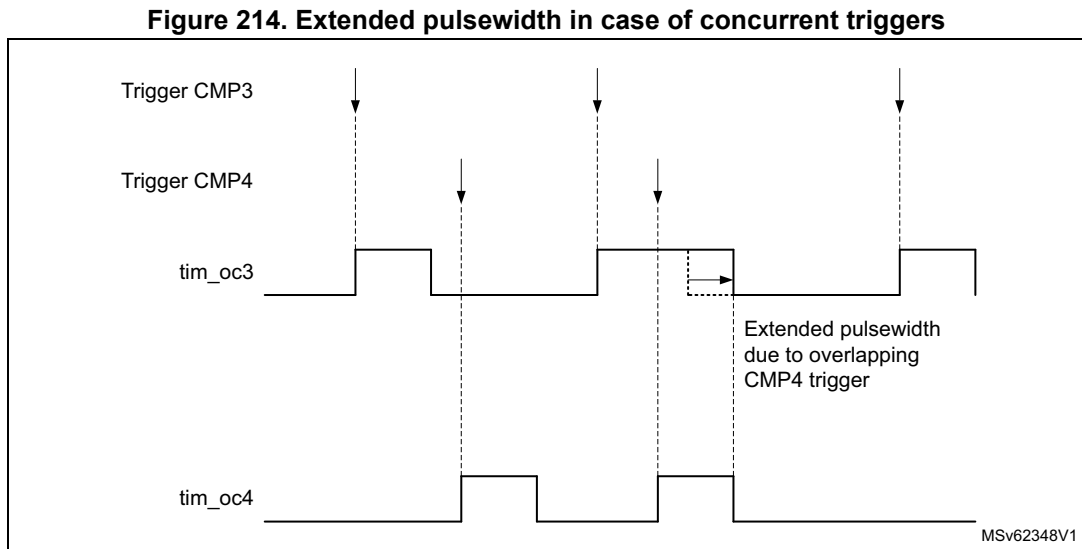 Figure 214. Extended pulsewidth in case of concurrent triggers
Trigger CMP3
Trigger CMP4
tim_oc3
Extended pulsewidth
due to overlapping
CMP4 trigger
tim_oc4
MSv62348V1